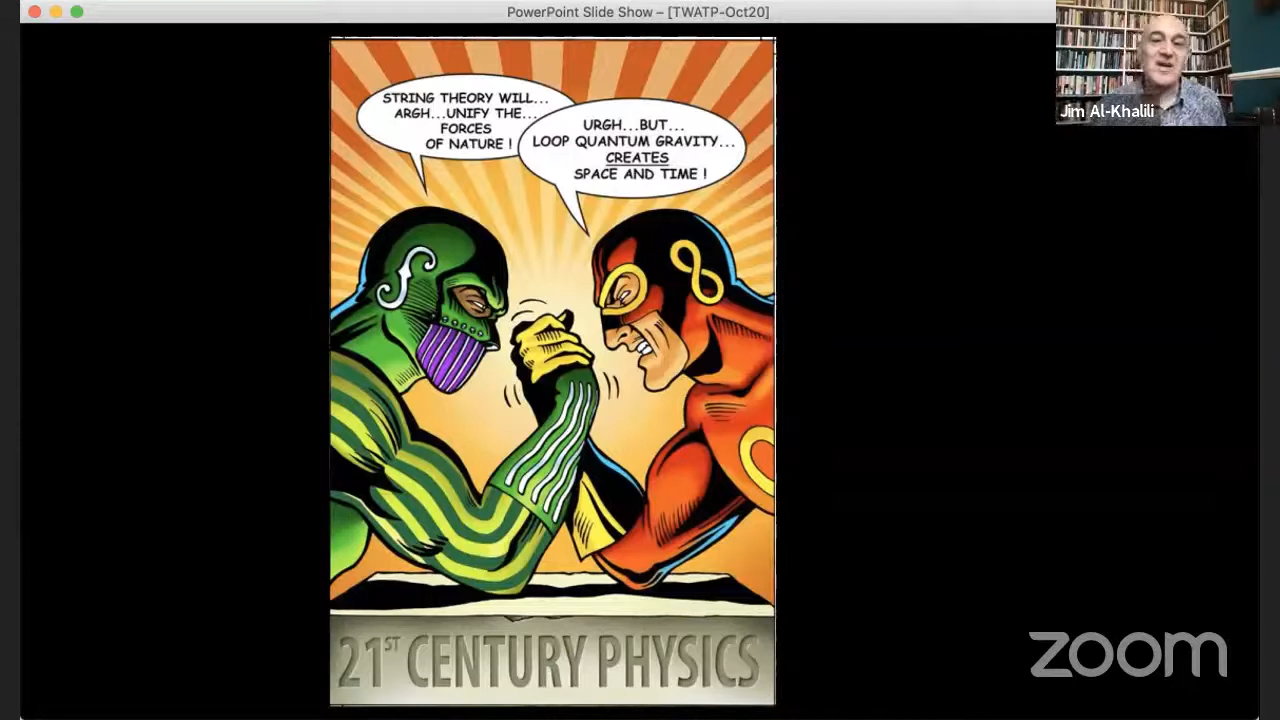 PowerPoint Slide Show – [TWATP-Oct20]
Jim Al-Khalili
STRING THEORY WILL...
ARGH...UNIFY THE...
FORCES
OF NATURE !
URGH...BUT...
LOOP QUANTUM GRAVITY...
CREATES
SPACE AND TIME !
21ST CENTURY PHYSICS
zoom